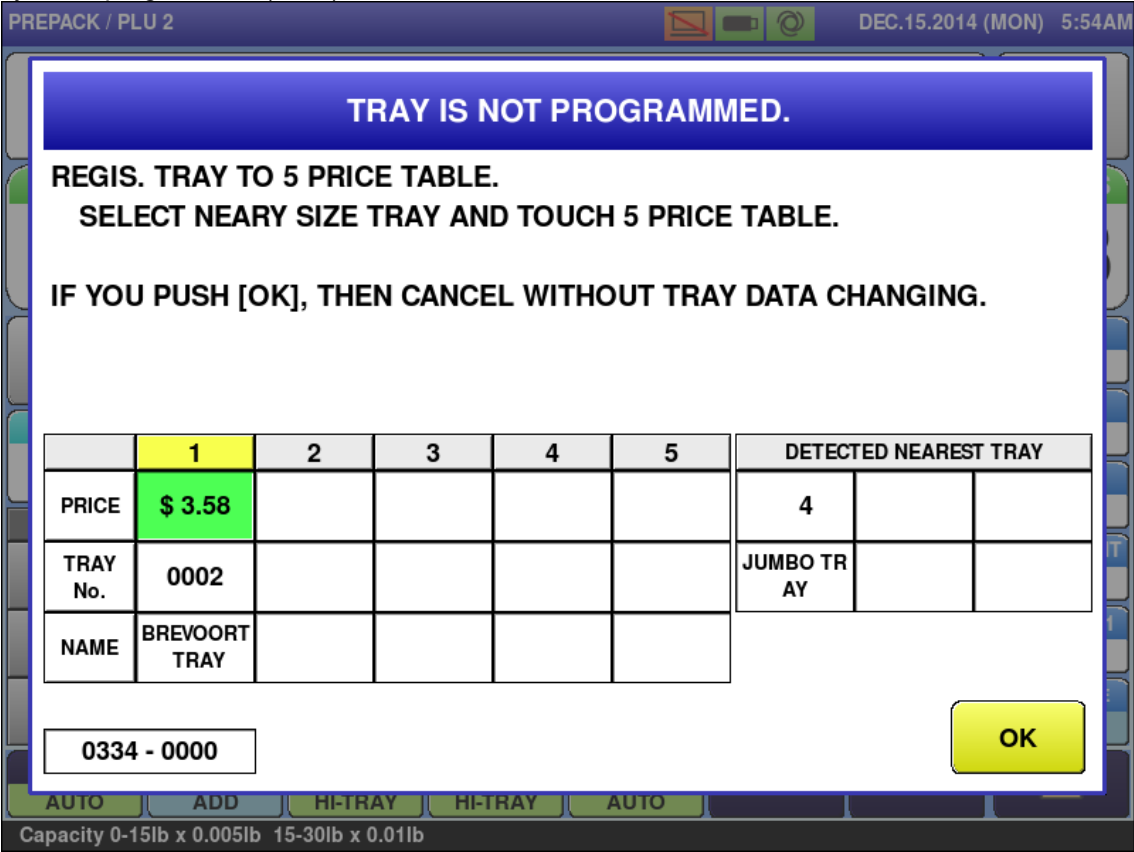 PREPACK / PLU 2 DEC.15.2014 (MON) 5:54AM
TRAY IS NOT PROGRAMMED.
REGIS. TRAY TO 5 PRICE TABLE.
SELECT NEARY SIZE TRAY AND TOUCH 5 PRICE TABLE.
IF YOU PUSH [OK], THEN CANCEL WITHOUT TRAY DATA CHANGING.
1 2 3 4 5 DETECTED NEAREST TRAY
PRICE $ 3.58 4
TRAY No. 0002 JUMBO TR
AY
NAME BREVOORT
TRAY
0334 - 0000
OK
AUTO ADD HI-TRAY HI-TRAY AUTO
Capacity 0-15lb x 0.005lb 15-30lb x 0.01lb